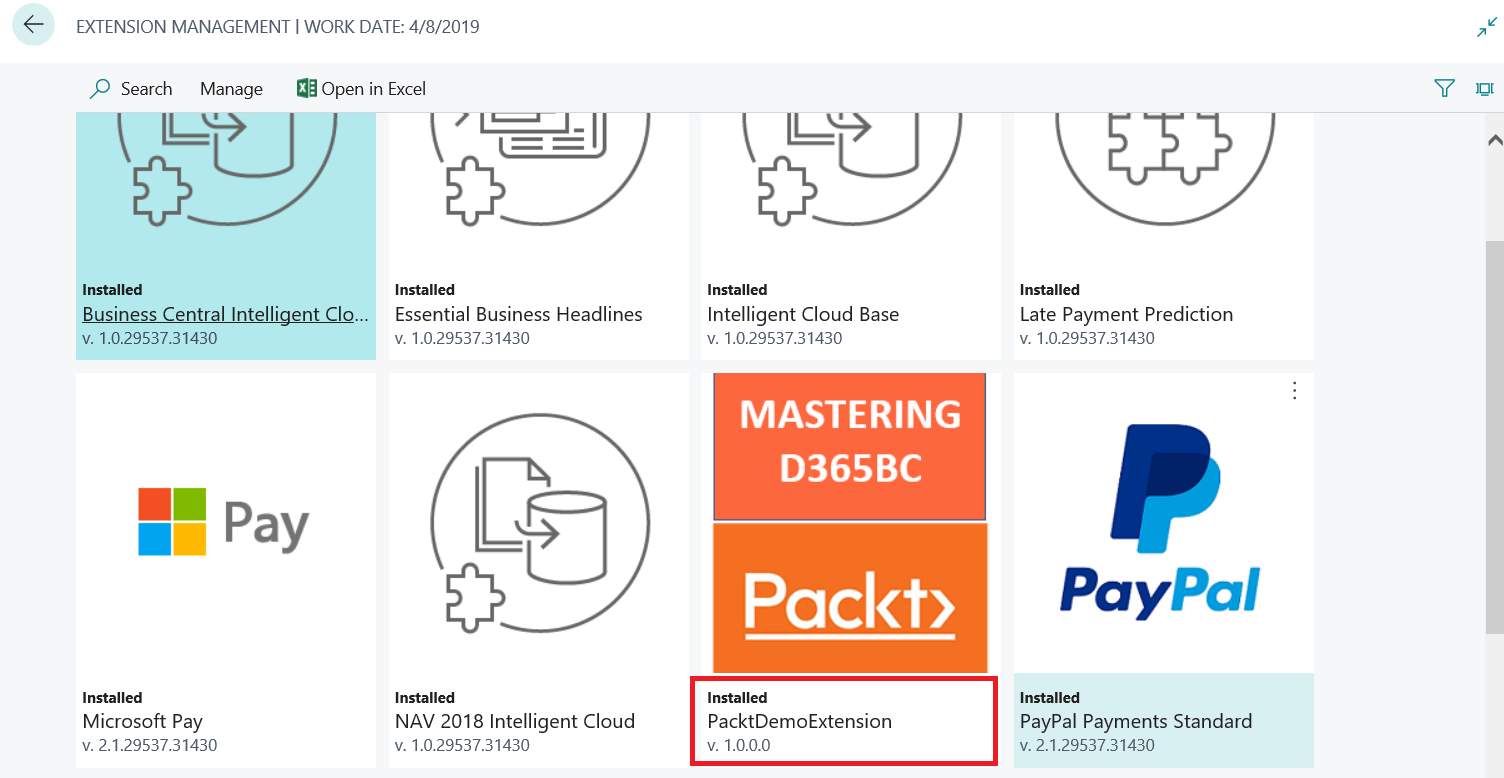 EXTENSION MANAGEMENT | WORK DATE: 4/8/2019
Search Manage Open in Excel
Installed
Business Central Intelligent Clo...
v. 1.0.29537.31430
Installed
Essential Business Headlines
v. 1.0.29537.31430
Installed
Intelligent Cloud Base
v. 1.0.29537.31430
Installed
Late Payment Prediction
v. 1.0.29537.31430
Pay
Installed
Microsoft Pay
v. 2.1.29537.31430
Installed
NAV 2018 Intelligent Cloud
v. 1.0.29537.31430
MASTERING
D365BC
Packt>
Installed
PacktDemoExtension
v. 1.0.0.0
PayPal
Installed
PayPal Payments Standard
v. 2.1.29537.31430